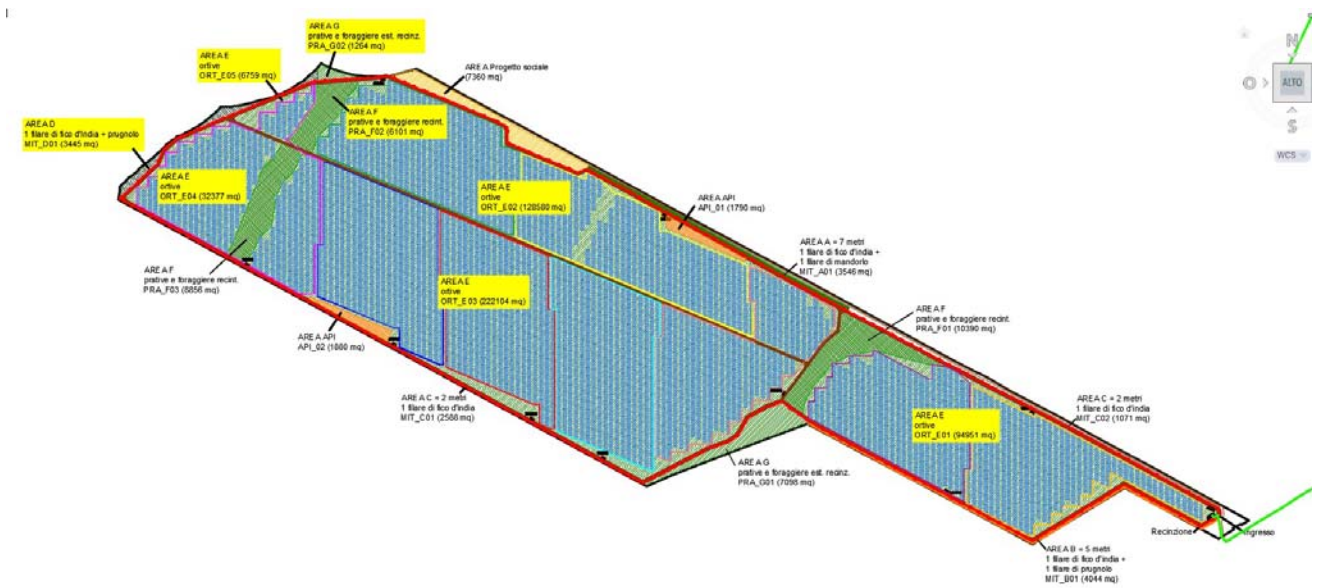 AREA G
prative e foraggiere est. recinz.
PRA_G02 (1264 mq)
AREA E
ortive
ORT_E05 (6759 mq)
AREA Progetto sociale
(7360 mq)
AREA D
1 filare di fico d'india + prugnolo
MIT_D01 (3445 mq)
AREA F
prative e foraggiere recint.
PRA_F02 (6101 mq)
AREA E
ortive
ORT_E04 (32377 mq)
AREA E
ortive
ORT_E02 (128580 mq)
AREA API
API_01 (1790 mq)
AREA A = 7 metri
1 filare di fico d'india +
1 filare di mandorlo
MIT_A01 (3546 mq)
AREA F
prative e foraggiere recint.
PRA_F03 (8856 mq)
AREA E
ortive
ORT_E03 (222104 mq)
AREA F
prative e foraggiere recint.
PRA_F01 (10390 mq)
AREA API
API_02 (1880 mq)
AREA C = 2 metri
1 filare di fico d'india
MIT_C01 (2586 mq)
AREA C = 2 metri
1 filare di fico d'india
MIT_C02 (1071 mq)
AREA E
ortive
ORT_E01 (94951 mq)
AREA G
prative e foraggiere est. recinz.
PRA_G01 (7098 mq)
Recinzione
Ingresso
AREA B = 5 metri
1 filare di fico d'india +
1 filare di prugnolo
MIT_B01 (4044 mq)
N
O
ALTO
S
WCS